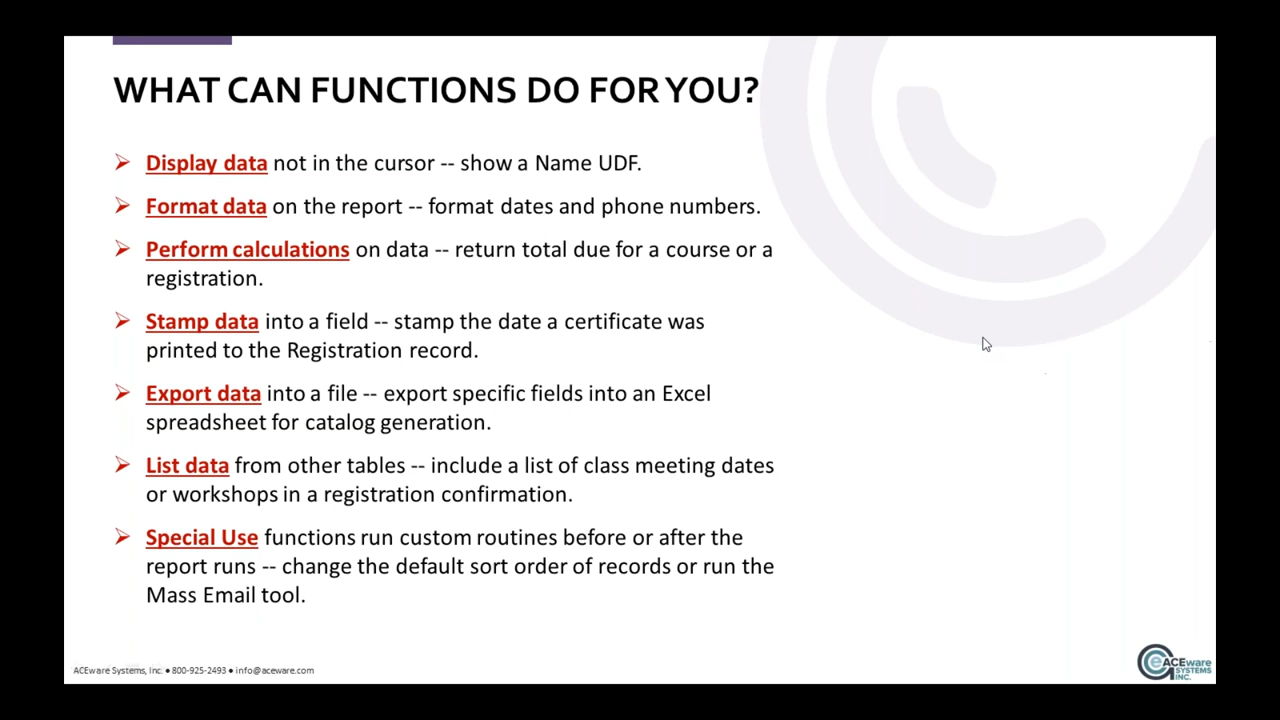 WHAT CAN FUNCTIONS DO FOR YOU?
Display data not in the cursor -- show a Name UDF.
Format data on the report -- format dates and phone numbers.
Perform calculations on data -- return total due for a course or a
registration.
Stamp data into a field -- stamp the date a certificate was
printed to the Registration record.
Export data into a file -- export specific fields into an Excel
spreadsheet for catalog generation.
List data from other tables -- include a list of class meeting dates
or workshops in a registration confirmation.
Special Use functions run custom routines before or after the
report runs -- change the default sort order of records or run the
Mass Email tool.
ACEware Systems, Inc. ● 800-925-2493 ● info@aceware.com
ACEware
SYSTEMS
INC.